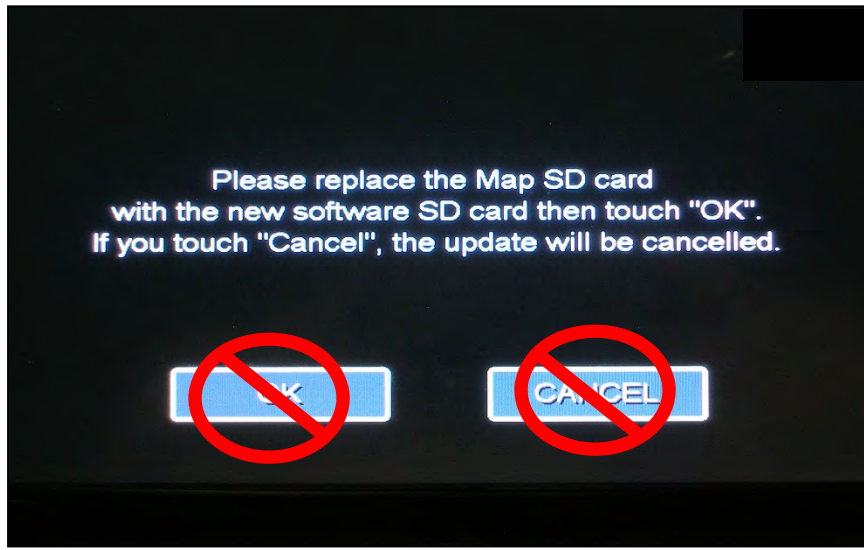 Please replace the Map SD card
with the new software SD card then touch "OK".
If you touch "Cancel", the update will be cancelled.
OK
CANCEL